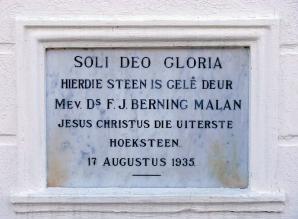 SOLI DEO GLORIA
HIERDIE STEEN IS GELÊ DEUR
MEV. DS F. J. BERNING MALAN
JESUS CHRISTUS DIE UITERSTE
HOEKSTEEN.
17 AUGUSTUS 1935.